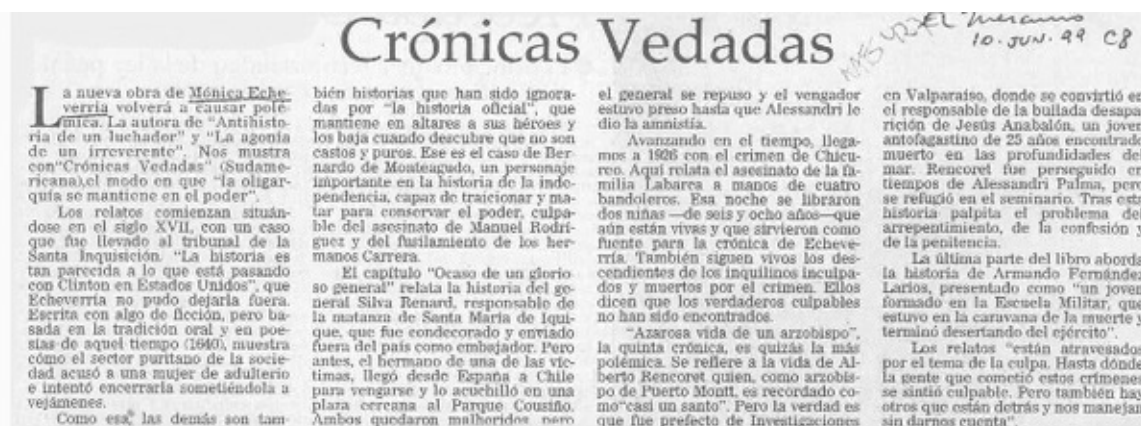 Crónicas Vedadas
El Mercurio
10. JUN. 99 C8
La nueva obra de Mónica Eche-
verría volverá a causar polé-
mica. La autora de "Antihisto-
ria de un luchador" y "La agonía
de un irreverente". Nos mustra
con"Crónicas Vedadas" (Sudame-
ricana),el modo en que "la oligar-
quía se mantiene en el poder".
Los relatos comienzan situán-
dose en el siglo XVII, con un caso
que fue llevado al tribunal de la
Santa Inquisición. "La historia es
tan parecida a lo que está pasando
con Clinton en Estados Unidos", que
Echeverría no pudo dejarla fuera.
Escrita con algo de ficción, pero ba-
sada en la tradición oral y en poe-
sías de aquel tiempo (1640), muestra
cómo el sector puritano de la socie-
dad acusó a una mujer de adulterio
e intentó encerrarla sometiéndola a
vejámenes.
Como esa, las demás son tam-
bién historias que han sido ignora-
das por "la historia oficial", que
mantiene en altares a sus héroes y
los baja cuando descubre que no son
castos y puros. Ese es el caso de Ber-
nardo de Monteagudo, un personaje
importante en la historia de la inde-
pendencia, capaz de traicionar y ma-
tar para conservar el poder, culpa-
ble del asesinato de Manuel Rodrí-
guez y del fusilamiento de los her-
manos Carrera.
El capítulo "Ocaso de un glorio-
so general" relata la historia del ge-
neral Silva Renard, responsable de
la matanza de Santa María de Iqui-
que, que fue condecorado y enviado
fuera del país como embajador. Pero
antes, el hermano de una de las víc-
timas, llegó desde España a Chile
para vengarse y lo acuchilló en una
plaza cercana al Parque Cousiño.
Ambos quedaron malheridos pero
el general se repuso y el vengador
estuvo preso hasta que Alessandri le
dio la amnistía.
Avanzando en el tiempo, llega-
mos a 1926 con el crimen de Chicu-
reo. Aquí relata el asesinato de la fa-
milia Labarca a manos de cuatro
bandoleros. Esa noche se libraron
dos niñas —de seis y ocho años—que
aún están vivas y que sirvieron como
fuente para la crónica de Echeve-
rría. También siguen vivos los des-
cendientes de los inquilinos inculpa-
dos y muertos por el crimen. Ellos
dicen que los verdaderos culpables
no han sido encontrados.
"Azarosa vida de un arzobispo",
la quinta crónica, es quizás la más
polémica. Se refiere a la vida de Al-
berto Rencoret quien, como arzobis-
po de Puerto Montt, es recordado co-
mo"casi un santo". Pero la verdad es
que fue prefecto de Investigaciones
en Valparaíso, donde se convirtió en
el responsable de la bullada desapa-
rición de Jesús Anabalón, un joven
antofagastino de 25 años encontrado
muerto en las profundidades del
mar. Rencoret fue perseguido en
tiempos de Alessandri Palma, pero
se refugió en el seminario. Tras esta
historia palpita el problema del
arrepentimiento, de la confesión y
de la penitencia.
La última parte del libro aborda
la historia de Armando Fernández
Larios, presentado como "un joven
formado en la Escuela Militar, que
estuvo en la caravana de la muerte y
terminó desertando del ejército".
Los relatos "están atravesados
por el tema de la culpa. Hasta dónde
la gente que cometió estos crímenes
se sintió culpable. Pero también hay
otros que están detrás y nos manejan
sin darnos cuenta".